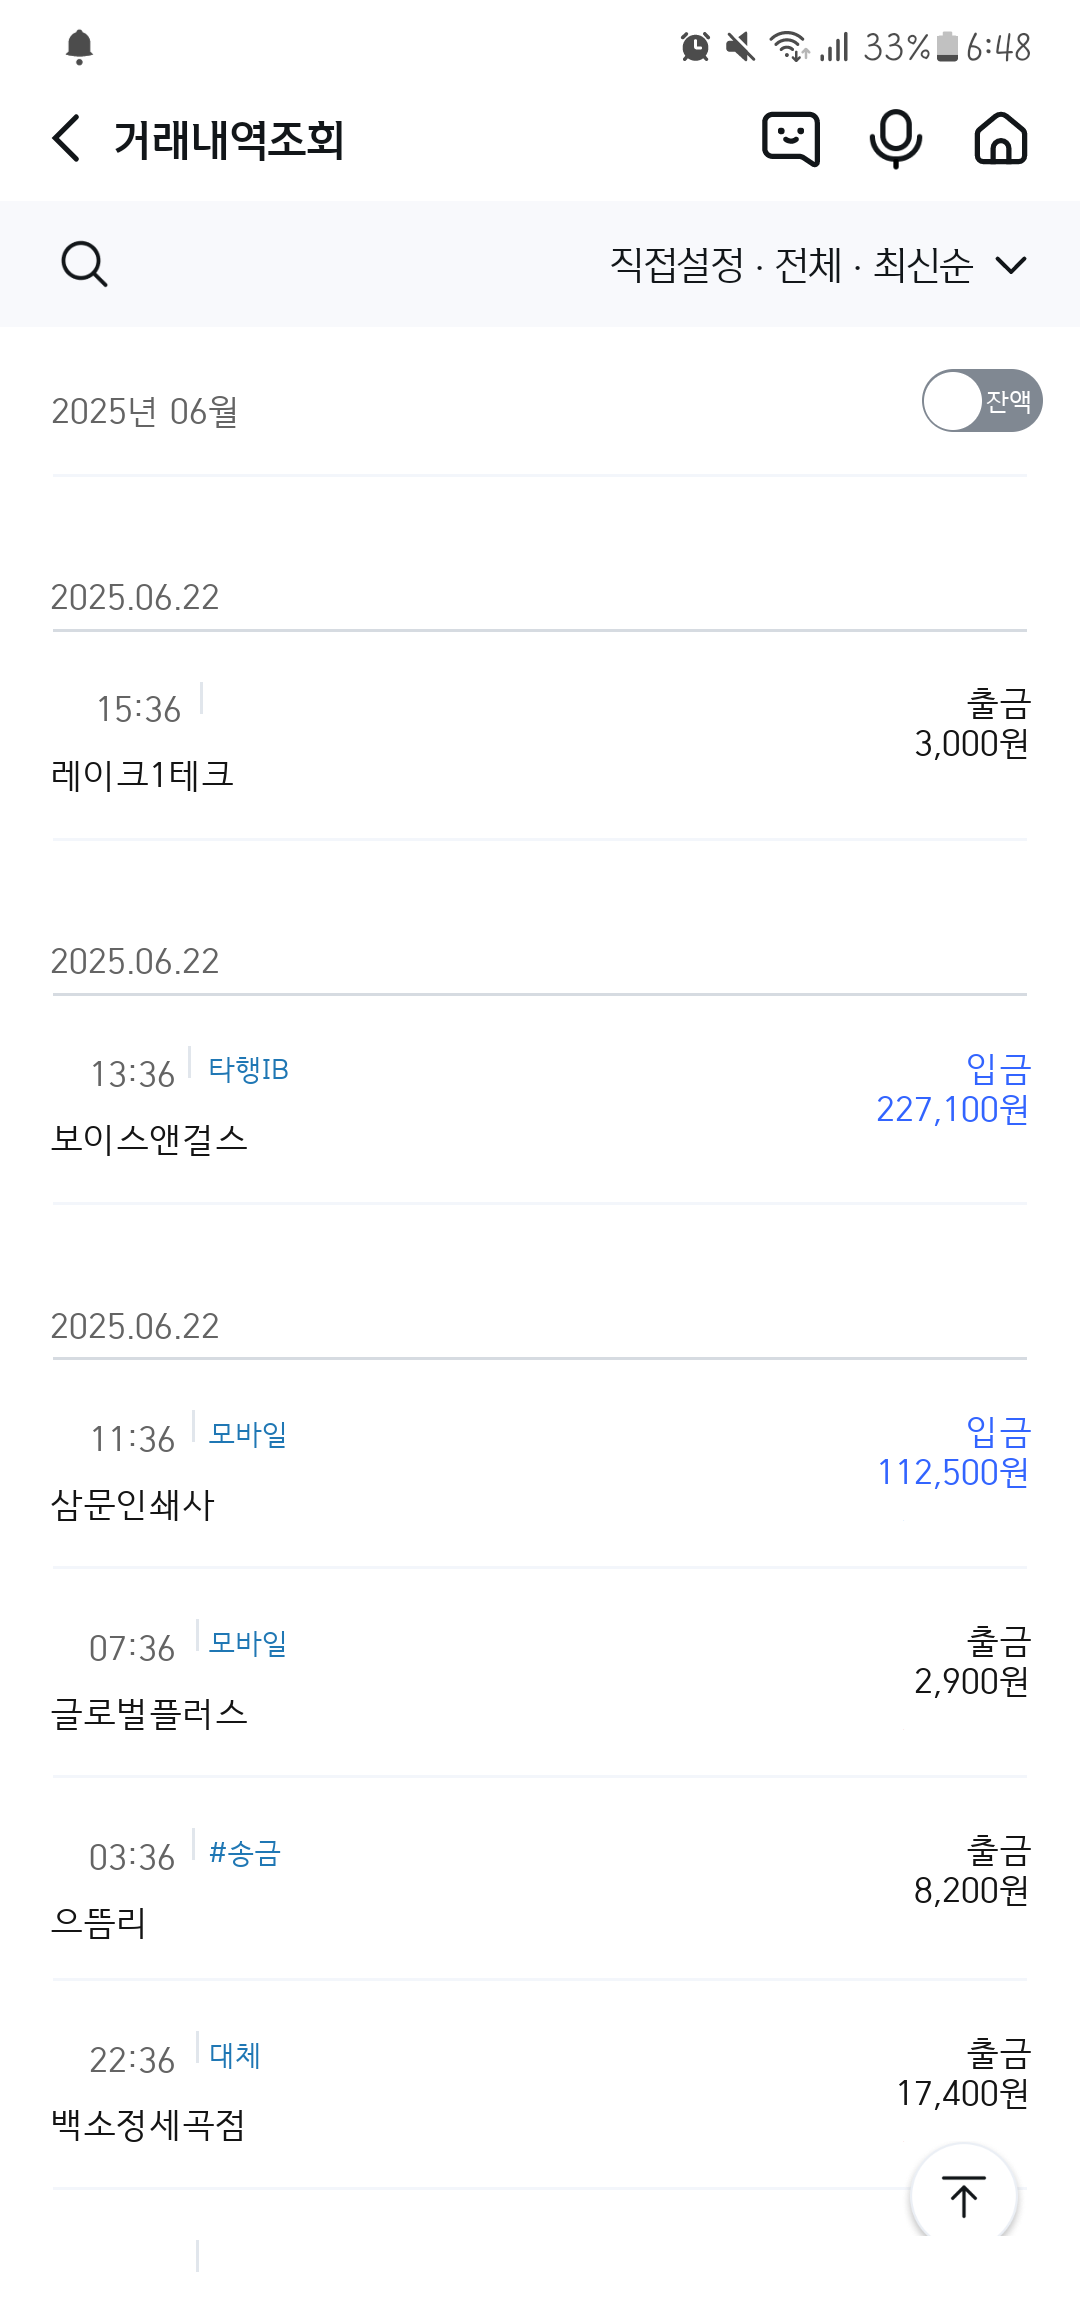 33% 6:48
거래내역조회
직접설정 · 전체 · 최신순
2025년 06월
잔액
2025.06.22
15:36
출금
3,000원
레이크1테크
2025.06.22
13:36 타행IB
입금
227,100원
보이스앤걸스
2025.06.22
11:36 모바일
입금
112,500원
삼문인쇄사
07:36 모바일
출금
2,900원
글로벌플러스
03:36 #송금
출금
8,200원
으뜸리
22:36 대체
출금
17,400원
백소정세곡점